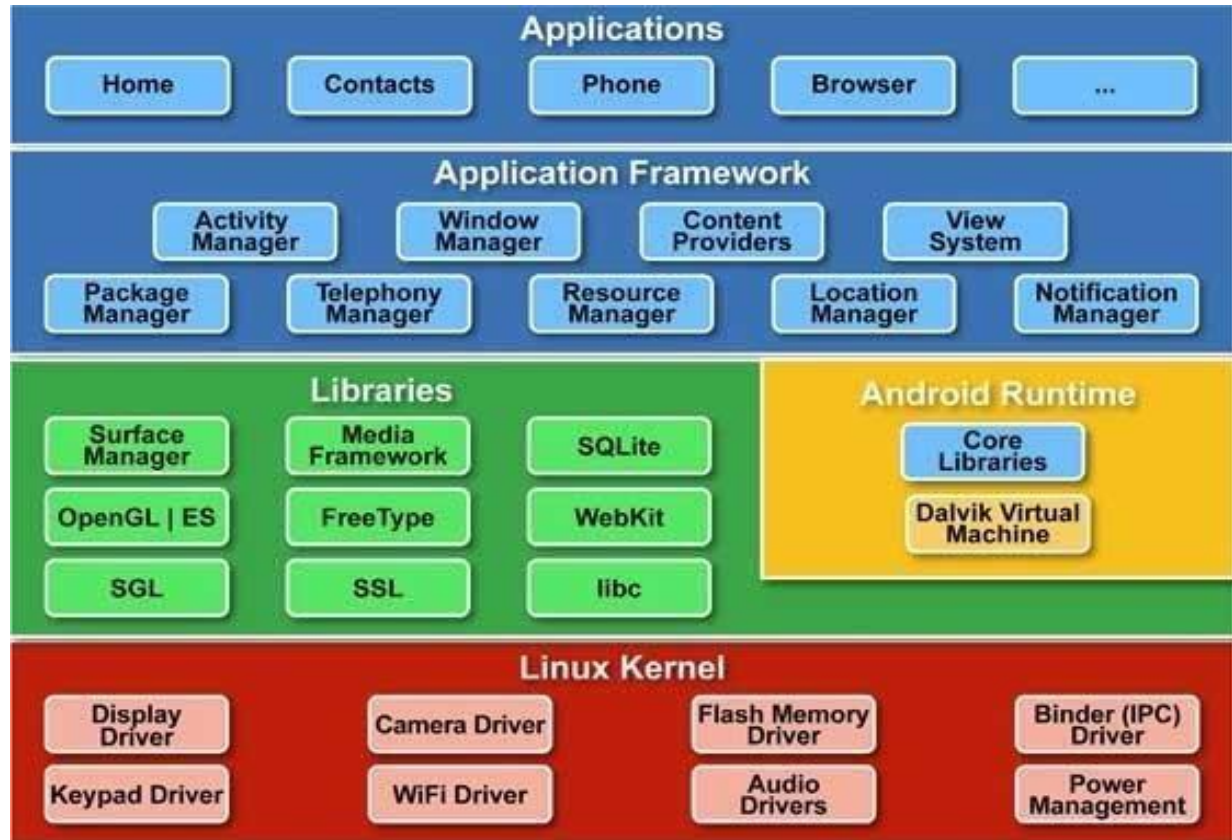 Applications
Home
Contacts
Phone
Browser
...
Application Framework
Activity
Manager
Window
Manager
Content
Providers
View
System
Package
Manager
Telephony
Manager
Resource
Manager
Location
Manager
Notification
Manager
Libraries
Surface
Manager
Media
Framework
SQLite
OpenGL | ES
FreeType
WebKit
SGL
SSL
libc
Android Runtime
Core
Libraries
Dalvik Virtual
Machine
Linux Kernel
Display
Driver
Camera Driver
Flash Memory
Driver
Binder (IPC)
Driver
Keypad Driver
WiFi Driver
Audio
Drivers
Power
Management